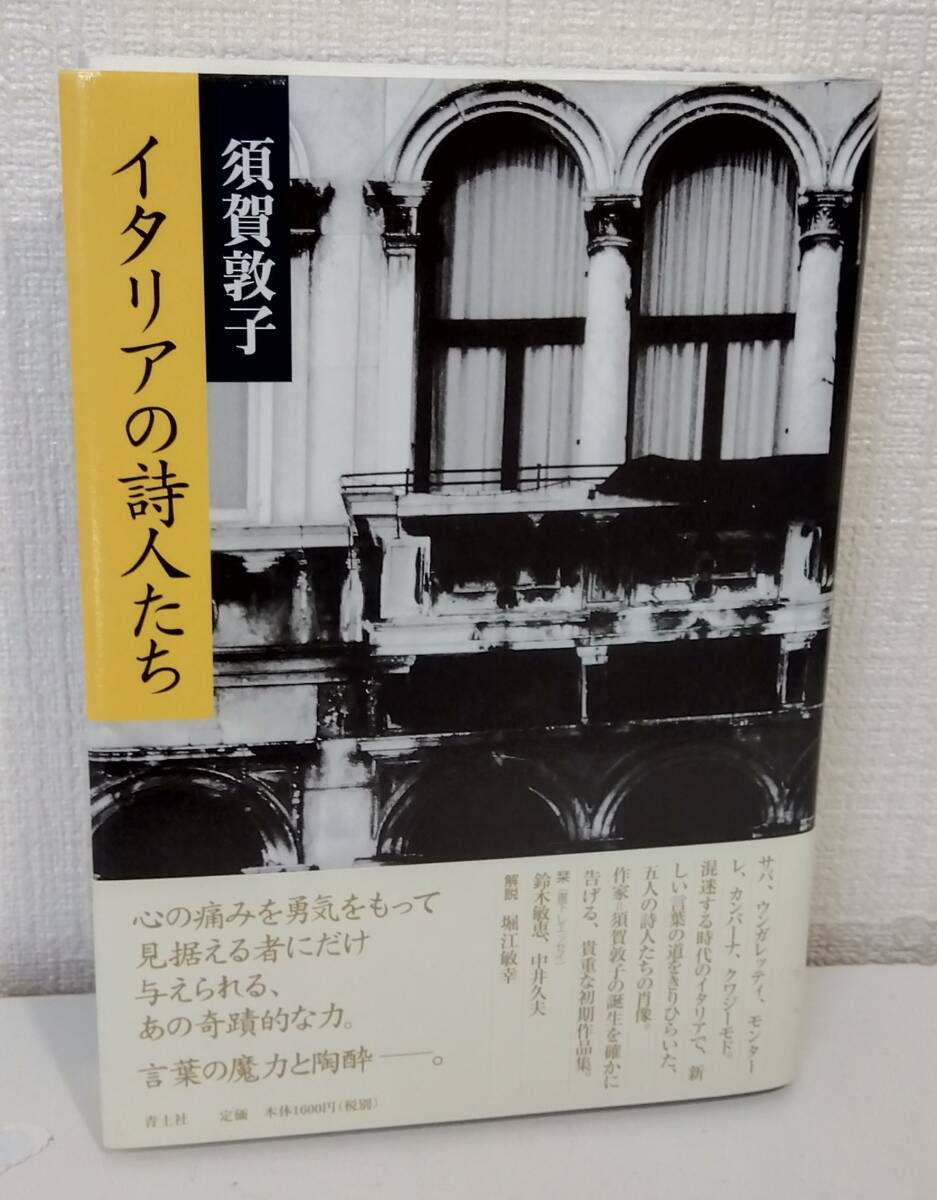 イタリアの詩人たち
須賀敦子
サバ、ウンガレッティ、モンター
レ、カンパーナ、クワジーモド。
混迷する時代のイタリアで、新
しい言葉の道をきりひらいた、
五人の詩人たちの肖像。
作家=須賀敦子の誕生を確かに
告げる、貴重な初期作品集。
栞
鈴木敏恵、中井久夫
解説 堀江敏幸
心の痛みを勇気をもって
見据える者にだけ
与えられる、
あの奇蹟的な力。
言葉の魔力と陶酔――。
青土社 定価 本体1600円(税別)